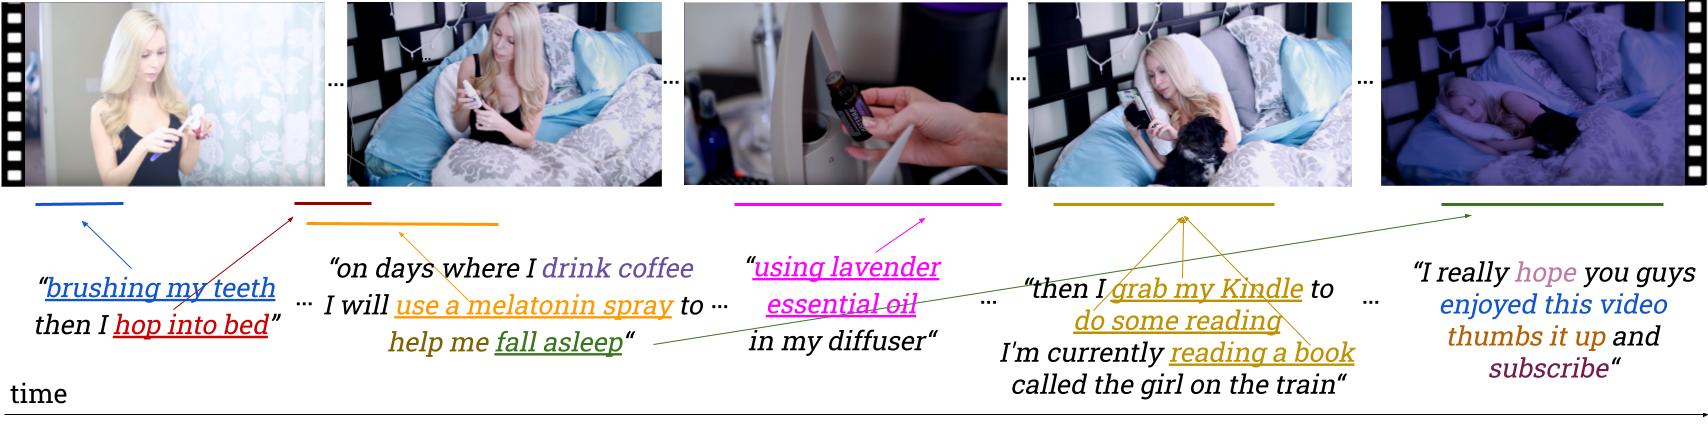 “brushing my teeth
then I hop into bed”
...
“on days where I drink coffee
I will use a melatonin spray to
help me fall asleep“
...
“using lavender
essential oil
in my diffuser“
...
“then I grab my Kindle to
do some reading
I'm currently reading a book
called the girl on the train“
...
“I really hope you guys
enjoyed this video
thumbs it up and
subscribe“
time